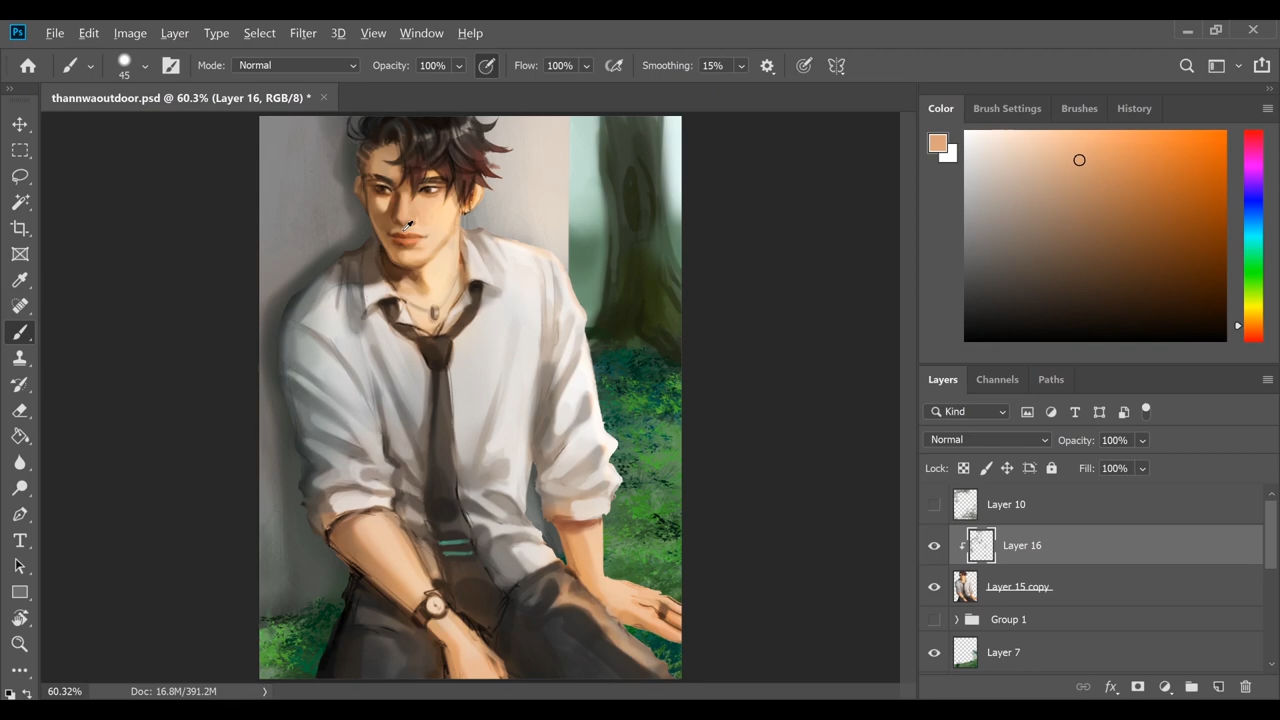 Ps File Edit Image Layer Type Select Filter 3D View Window Help
45 Mode: Normal Opacity: 100% Flow: 100% Smoothing: 15%
thannwaoutdoor.psd @ 60.3% (Layer 16, RGB/8) * ×
Color Brush Settings Brushes History
Layers Channels Paths
Kind
Normal Opacity: 100%
Lock: Fill: 100%
Layer 10
Layer 16
Layer 15 copy
Group 1
Layer 7
60.32% Doc: 16.8M/391.2M